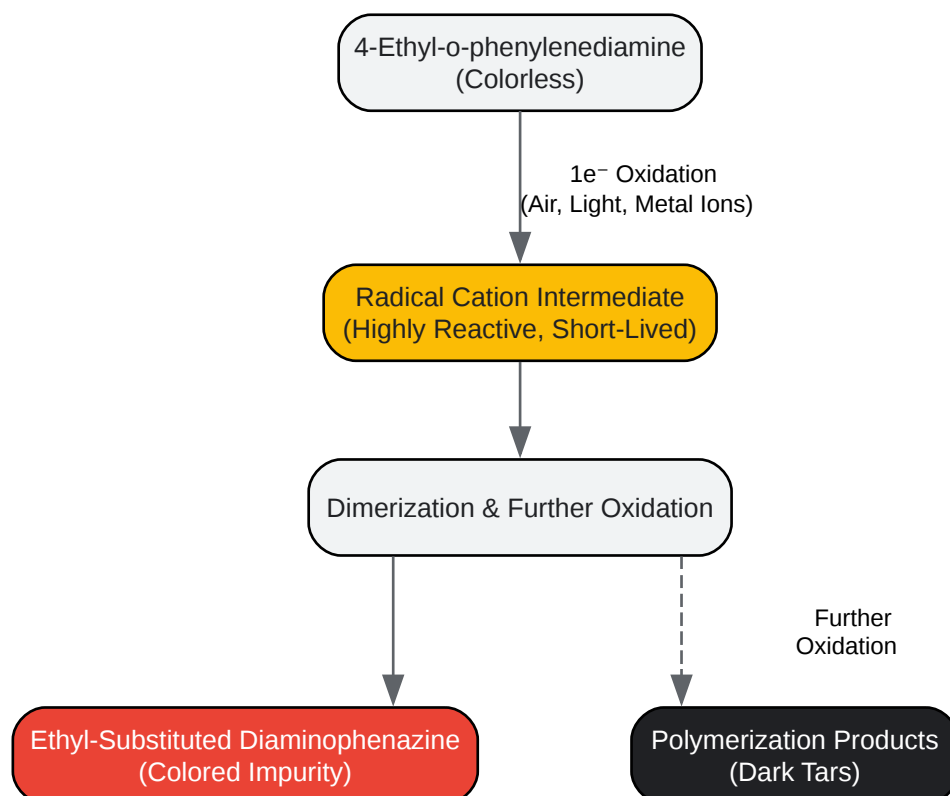 4-Ethyl-o-phenylenediamine
(Colorless)
1e⁻ Oxidation
(Air, Light, Metal Ions)
Radical Cation Intermediate
(Highly Reactive, Short-Lived)
Dimerization & Further Oxidation
Further
Oxidation
Ethyl-Substituted Diaminophenazine
(Colored Impurity)
Polymerization Products
(Dark Tars)